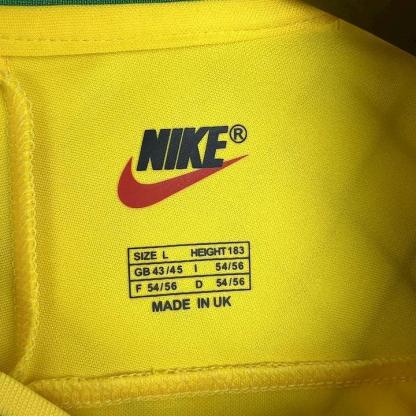 NIKE®
SIZE L HEIGHT 183
GB 43/45 I 54/56
F 54/56 D 54/56
MADE IN UK